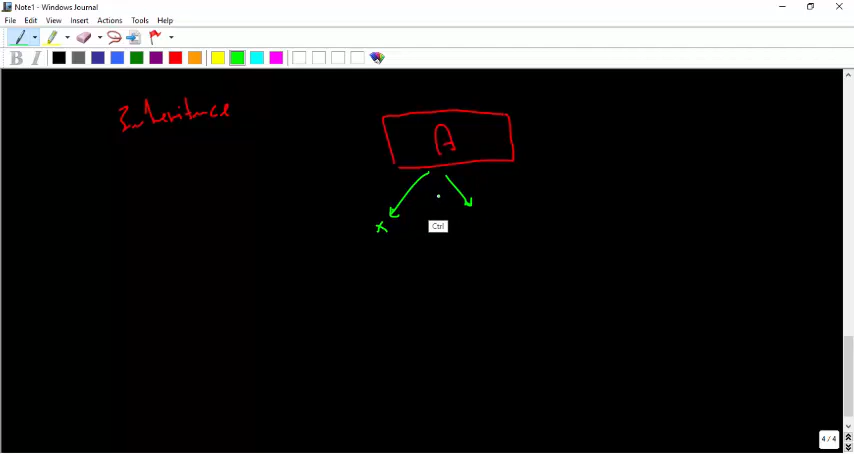 Note1 - Windows Journal
File Edit View Insert Actions Tools Help
B I
Inheritance
A
x
Ctrl
4 / 4